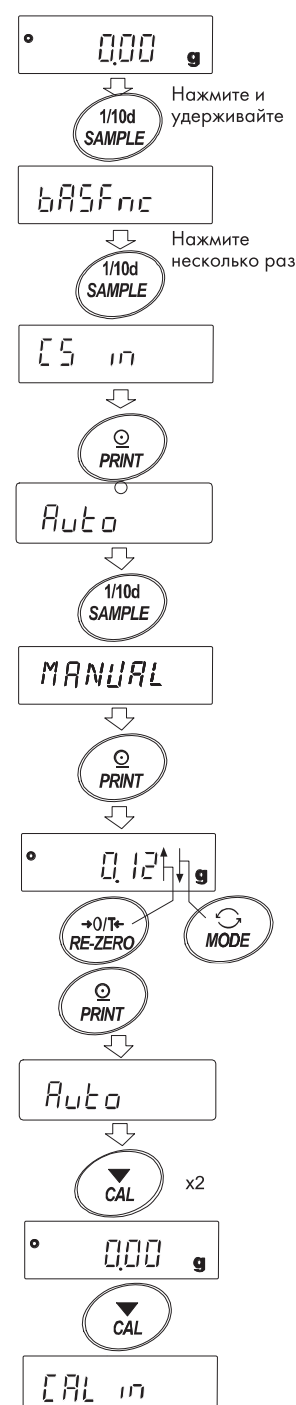 0.00 g
1/10d
SAMPLE
Нажмите и
удерживайте
bASFnc
1/10d
SAMPLE
Нажмите
несколько раз
CS in
PRINT
Auto
1/10d
SAMPLE
MANUAL
PRINT
0.12 g
→0/T←
RE-ZERO
MODE
PRINT
Auto
CAL
x2
0.00 g
CAL
CAL in